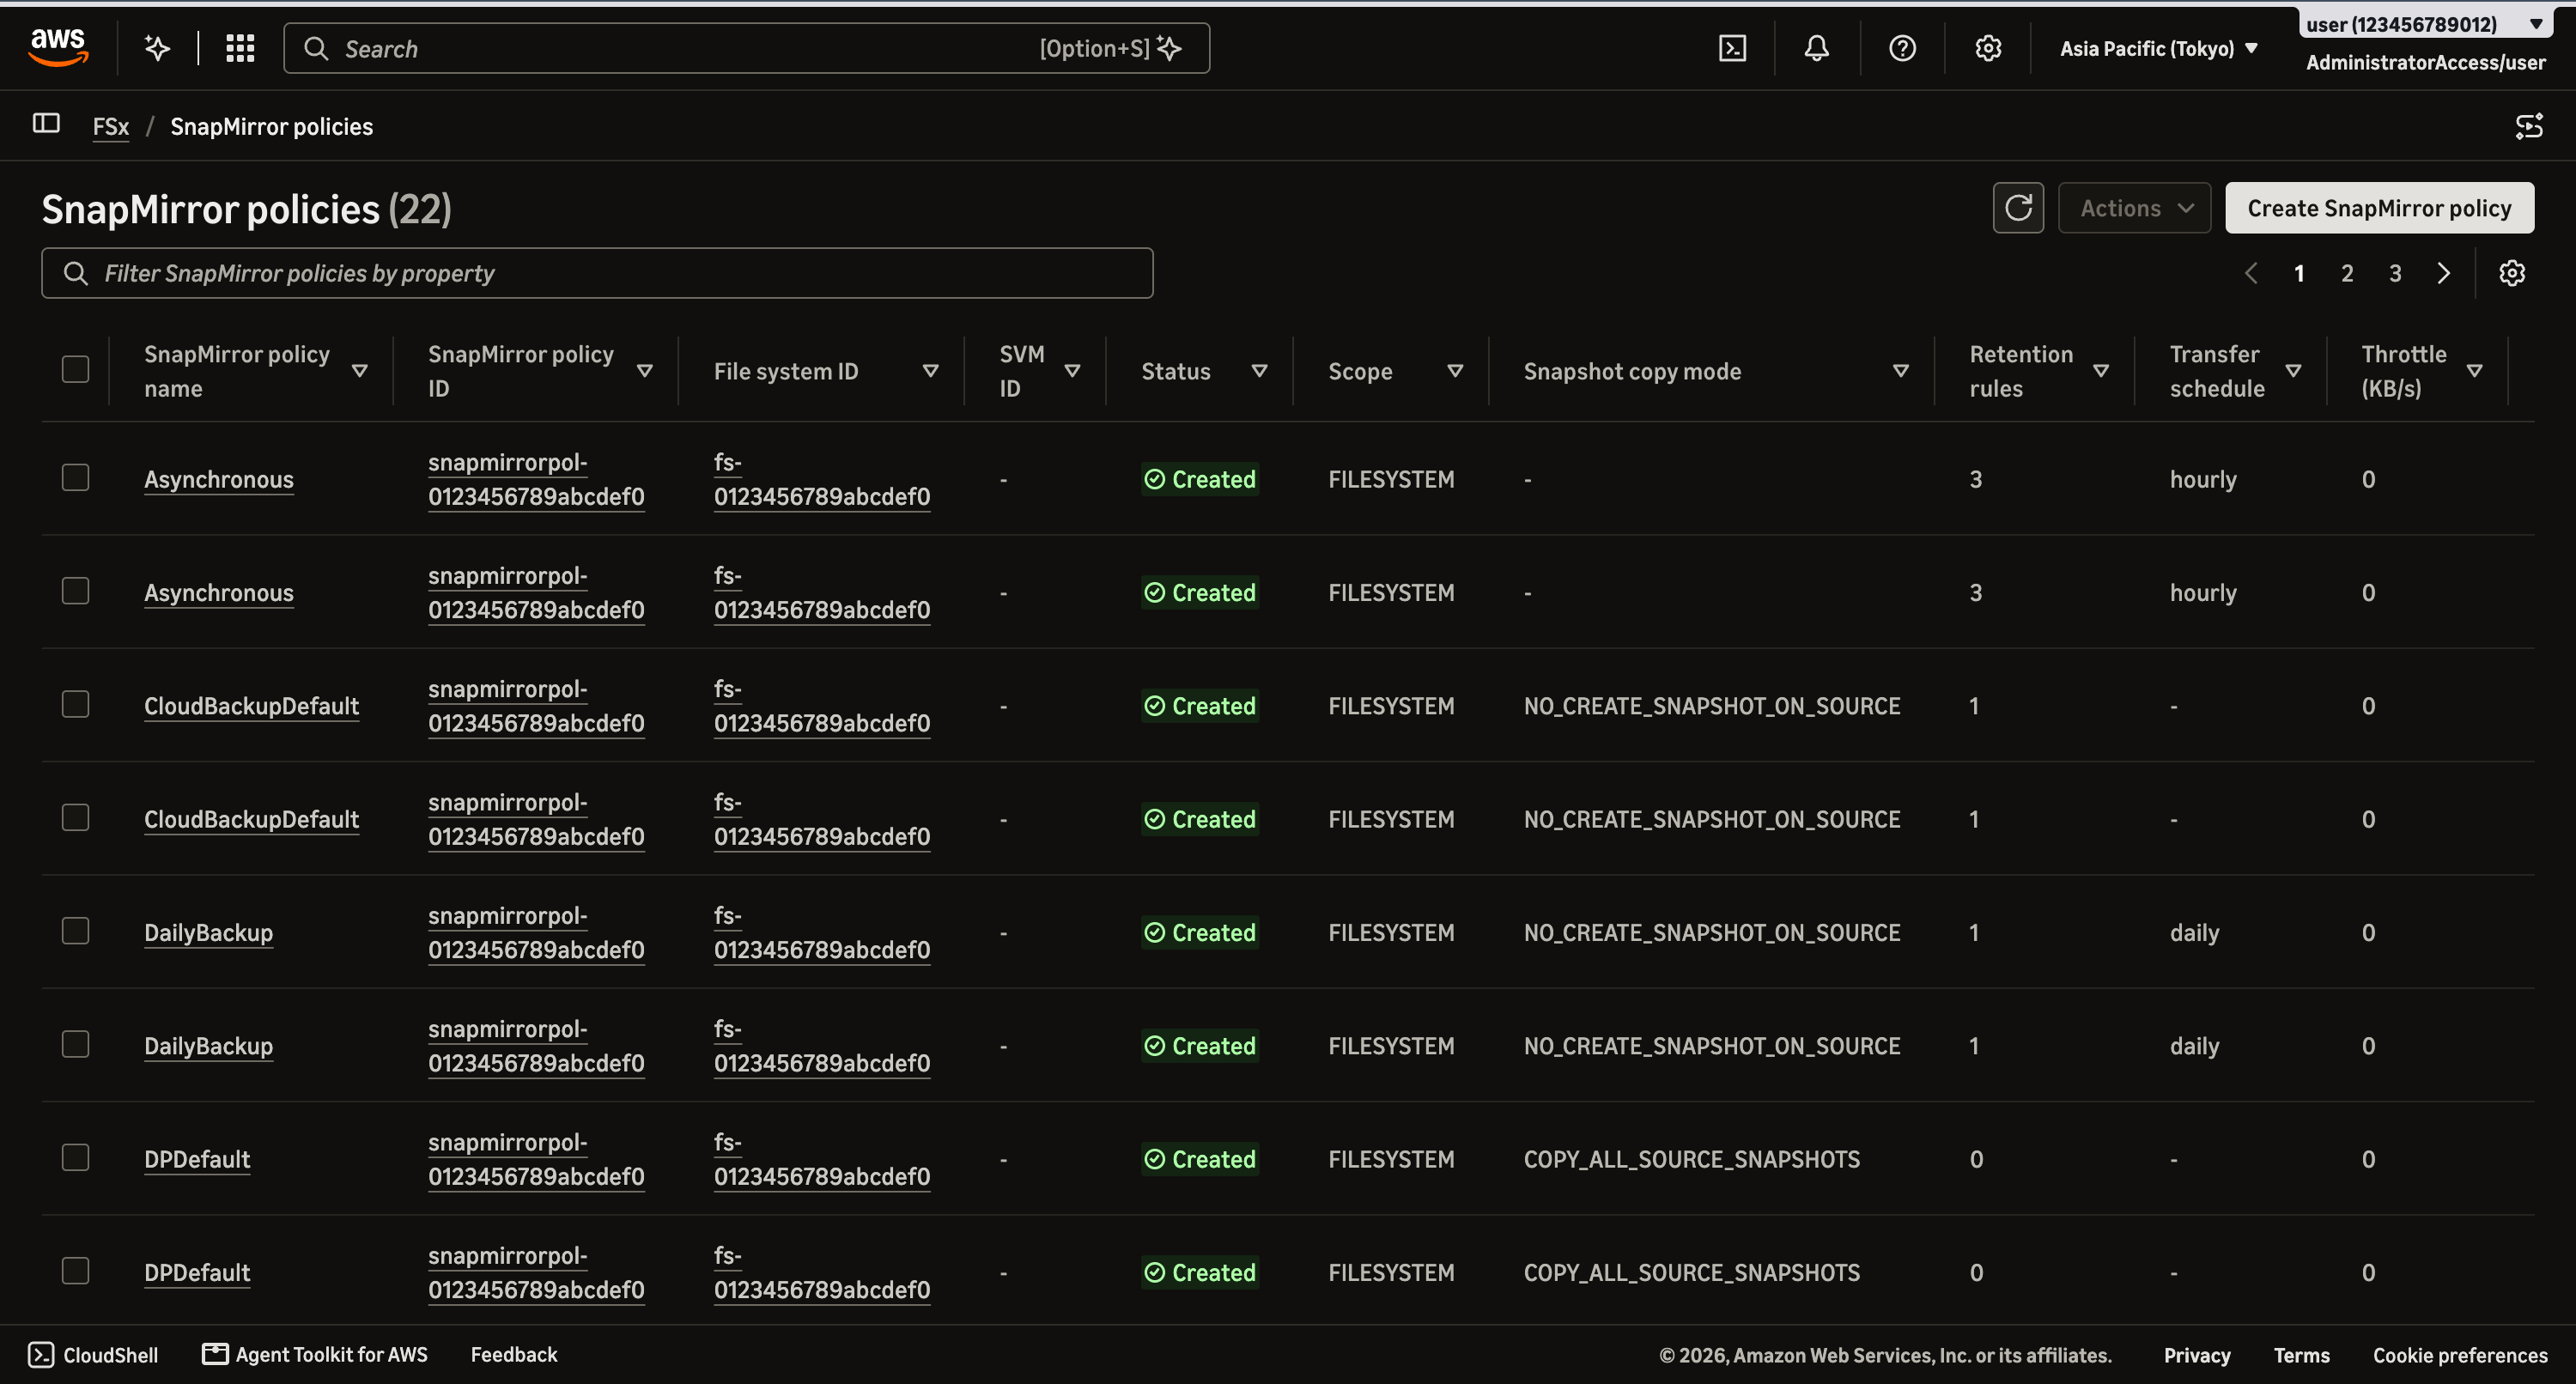 aws
Search [Option+S]
Asia Pacific (Tokyo)
user (123456789012)
AdministratorAccess/user
FSx / SnapMirror policies
SnapMirror policies (22)
Actions
Create SnapMirror policy
Filter SnapMirror policies by property
1 2 3
SnapMirror policy name
SnapMirror policy ID
File system ID
SVM ID
Status
Scope
Snapshot copy mode
Retention rules
Transfer schedule
Throttle (KB/s)
Asynchronous snapmirrorpol-0123456789abcdef0 fs-0123456789abcdef0 - Created FILESYSTEM - 3 hourly 0
Asynchronous snapmirrorpol-0123456789abcdef0 fs-0123456789abcdef0 - Created FILESYSTEM - 3 hourly 0
CloudBackupDefault snapmirrorpol-0123456789abcdef0 fs-0123456789abcdef0 - Created FILESYSTEM NO_CREATE_SNAPSHOT_ON_SOURCE 1 - 0
CloudBackupDefault snapmirrorpol-0123456789abcdef0 fs-0123456789abcdef0 - Created FILESYSTEM NO_CREATE_SNAPSHOT_ON_SOURCE 1 - 0
DailyBackup snapmirrorpol-0123456789abcdef0 fs-0123456789abcdef0 - Created FILESYSTEM NO_CREATE_SNAPSHOT_ON_SOURCE 1 daily 0
DailyBackup snapmirrorpol-0123456789abcdef0 fs-0123456789abcdef0 - Created FILESYSTEM NO_CREATE_SNAPSHOT_ON_SOURCE 1 daily 0
DPDefault snapmirrorpol-0123456789abcdef0 fs-0123456789abcdef0 - Created FILESYSTEM COPY_ALL_SOURCE_SNAPSHOTS 0 - 0
DPDefault snapmirrorpol-0123456789abcdef0 fs-0123456789abcdef0 - Created FILESYSTEM COPY_ALL_SOURCE_SNAPSHOTS 0 - 0
CloudShell Agent Toolkit for AWS Feedback © 2026, Amazon Web Services, Inc. or its affiliates. Privacy Terms Cookie preferences